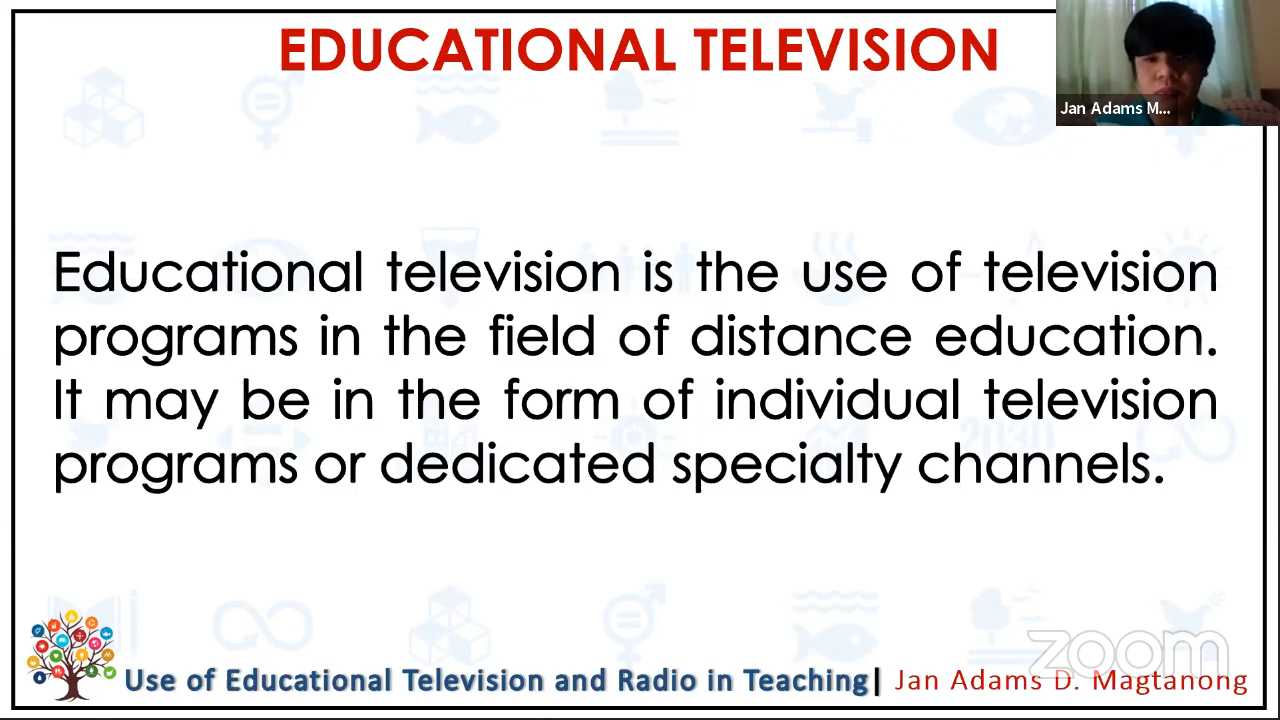 EDUCATIONAL TELEVISION
Jan Adams M...
Educational television is the use of television
programs in the field of distance education.
It may be in the form of individual television
programs or dedicated specialty channels.
2030
zoom
Use of Educational Television and Radio in Teaching| Jan Adams D. Magtanong